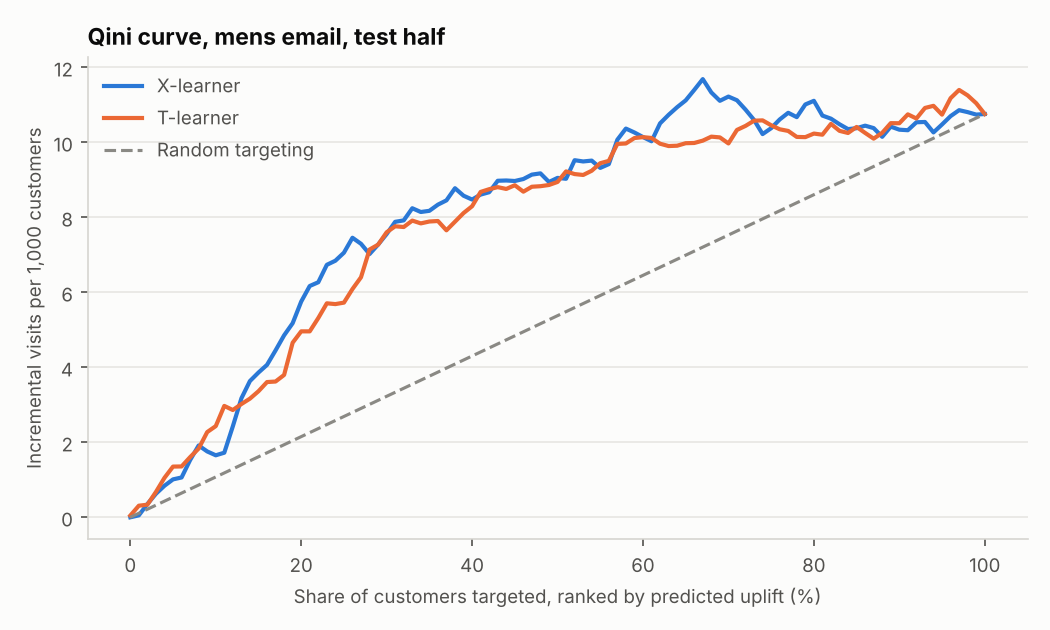 Qini curve, mens email, test half
X-learner
T-learner
Random targeting
Incremental visits per 1,000 customers
12
10
8
6
4
2
0
0 20 40 60 80 100
Share of customers targeted, ranked by predicted uplift (%)